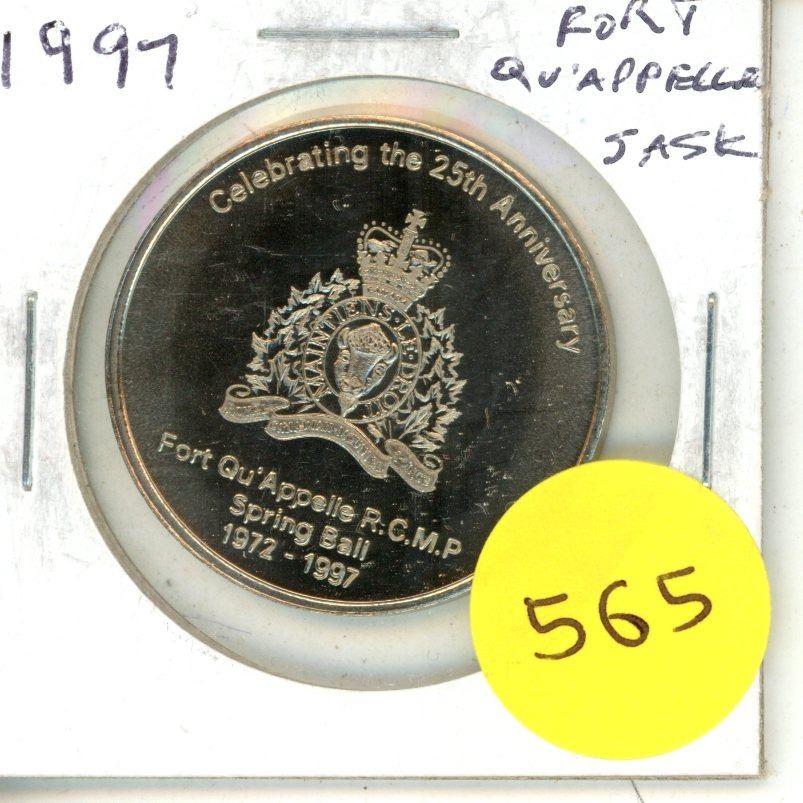 1997
FORT
QU'APPELLE
SASK
Celebrating the 25th Anniversary
MAINTIENS LE DROIT
Fort Qu'Appelle R.C.M.P
Spring Ball
1972 - 1997
565